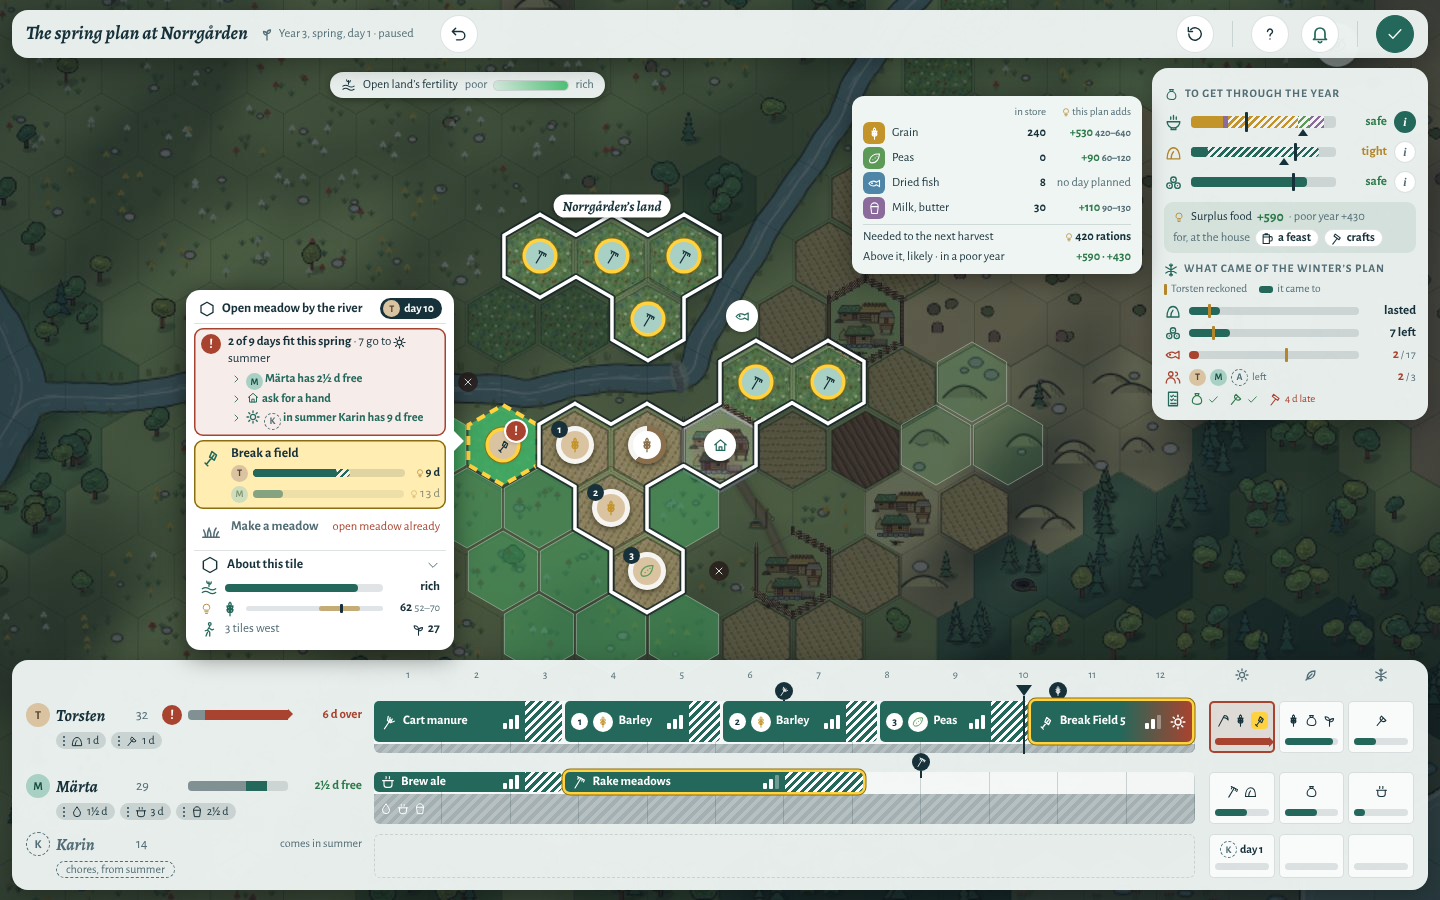 The spring plan at Norrgården
Year 3, spring, day 1 · paused
?
Open land's fertility poor rich
in store this plan adds
Grain 240 +530 420–640
Peas 0 +90 60–120
Dried fish 8 no day planned
Milk, butter 30 +110 90–130
Needed to the next harvest 420 rations
Above it, likely · in a poor year +590 · +430
TO GET THROUGH THE YEAR
safe i
tight i
safe i
Surplus food +590 · poor year +430
for, at the house a feast crafts
WHAT CAME OF THE WINTER'S PLAN
Torsten reckoned it came to
lasted
7 left
2 / 17
T M A left 2 / 3
4 d late
Norrgården's land
Open meadow by the river T day 10
! 2 of 9 days fit this spring · 7 go to
summer
M Märta has 2½ d free
ask for a hand
in summer K Karin has 9 d free
Break a field
T 9 d
M 13 d
Make a meadow open meadow already
About this tile
rich
62 52–70
3 tiles west 27
!
1
2
3
1 2 3 4 5 6 7 8 9 10 11 12
T Torsten 32 ! 6 d over
1 d 1 d
Cart manure 1 Barley 2 Barley 3 Peas Break Field 5
M Märta 29 2½ d free
1½ d 3 d 2½ d
Brew ale Rake meadows
K Karin 14 comes in summer
chores, from summer
K day 1